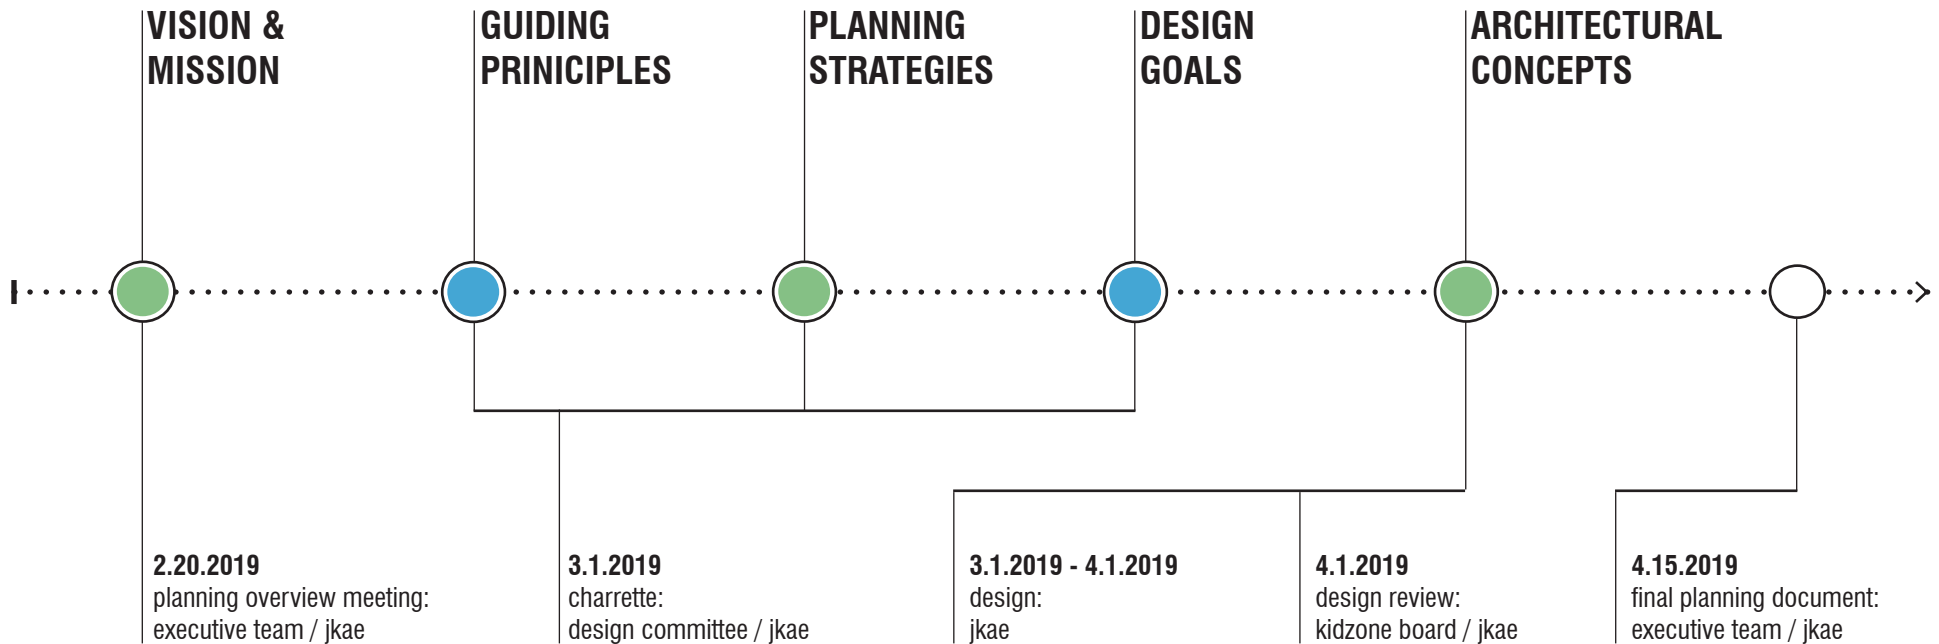 VISION &
MISSION
GUIDING
PRINICIPLES
PLANNING
STRATEGIES
DESIGN
GOALS
ARCHITECTURAL
CONCEPTS
2.20.2019
planning overview meeting:
executive team / jkae
3.1.2019
charrette:
design committee / jkae
3.1.2019 - 4.1.2019
design:
jkae
4.1.2019
design review:
kidzone board / jkae
4.15.2019
final planning document:
executive team / jkae